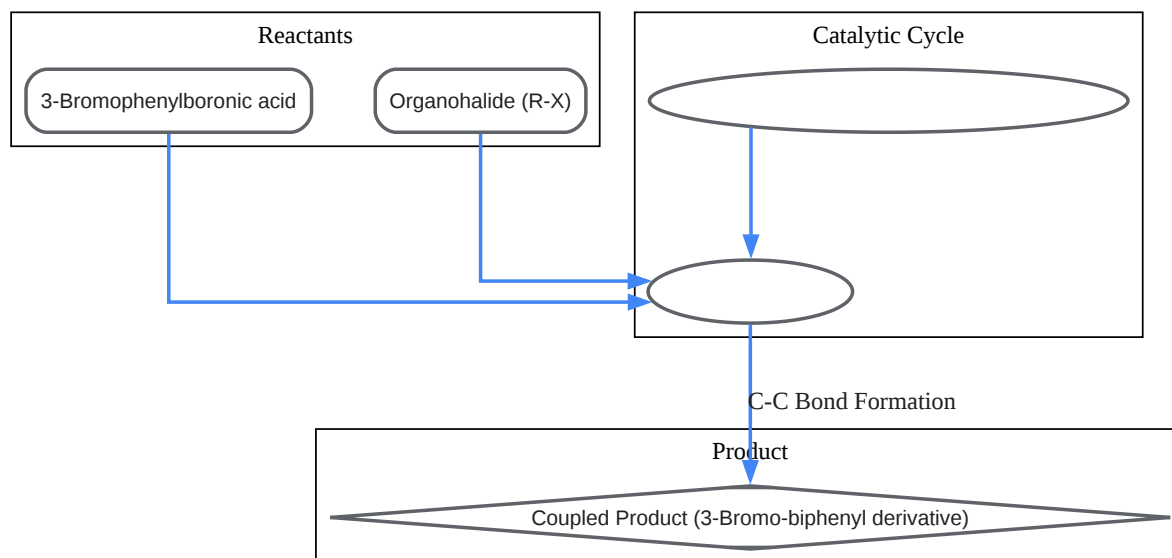 Reactants
Catalytic Cycle
3-Bromophenylboronic acid
Organohalide (R-X)
C-C Bond Formation
Product
Coupled Product (3-Bromo-biphenyl derivative)